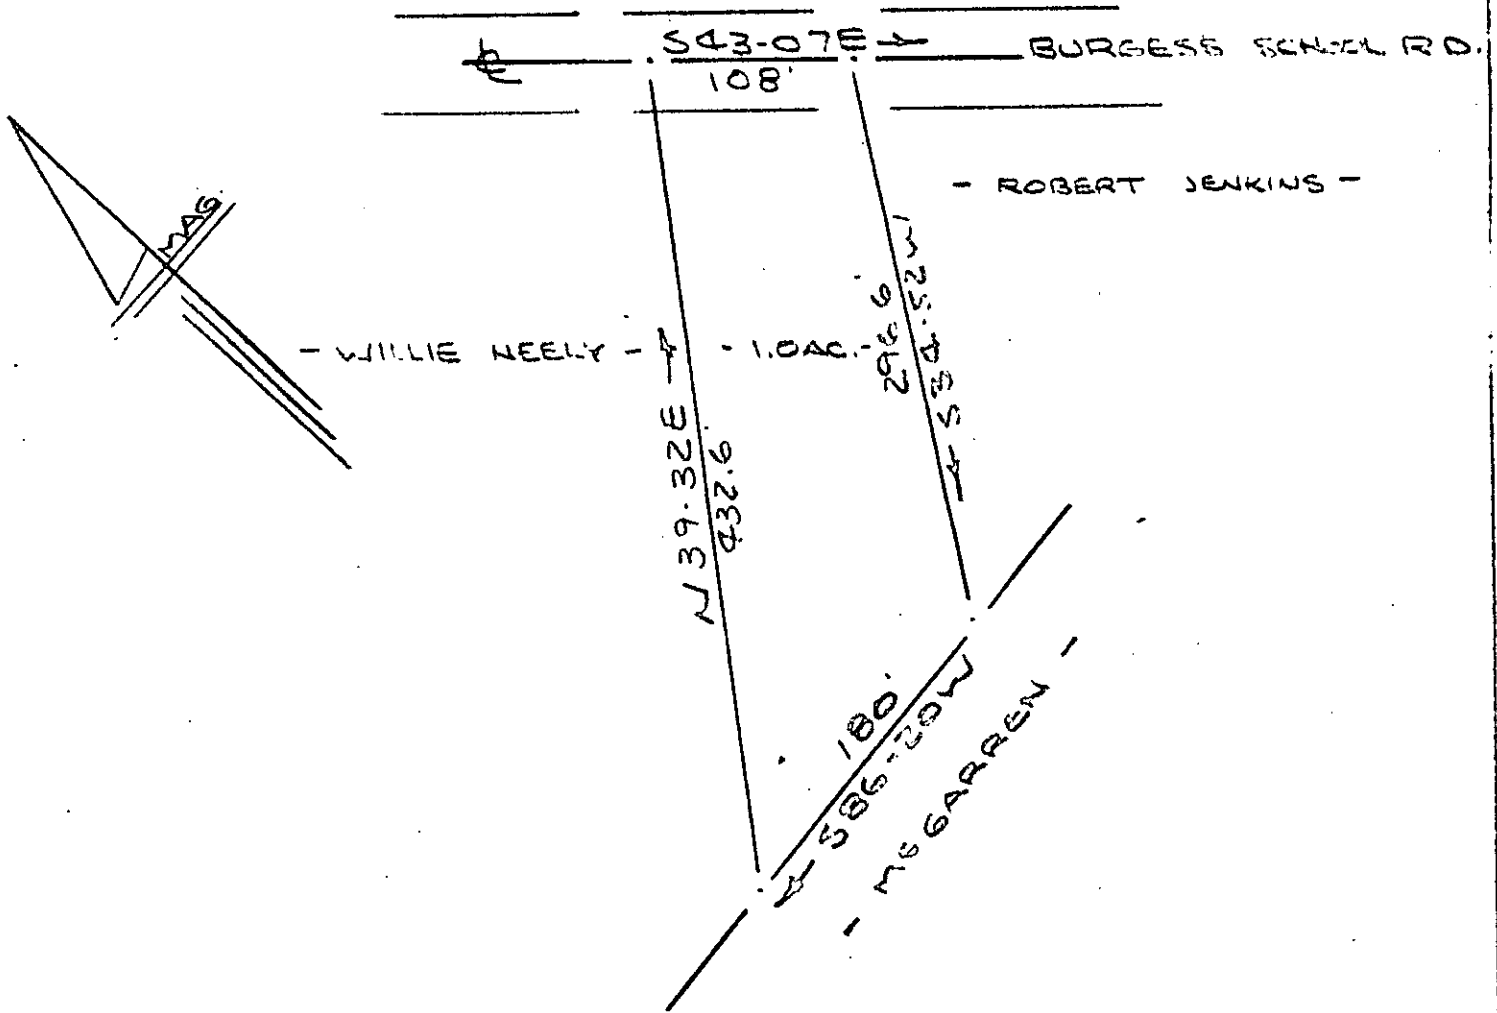 S43-07E
BURGESS SCHOOL RD.
108'
- ROBERT JENKINS -
MAG.
- WILLIE NEELY -
- 1.0AC. -
S34-52W
296.6'
N39-32E
432.6'
180'
S86-20W
- MCGARREN -